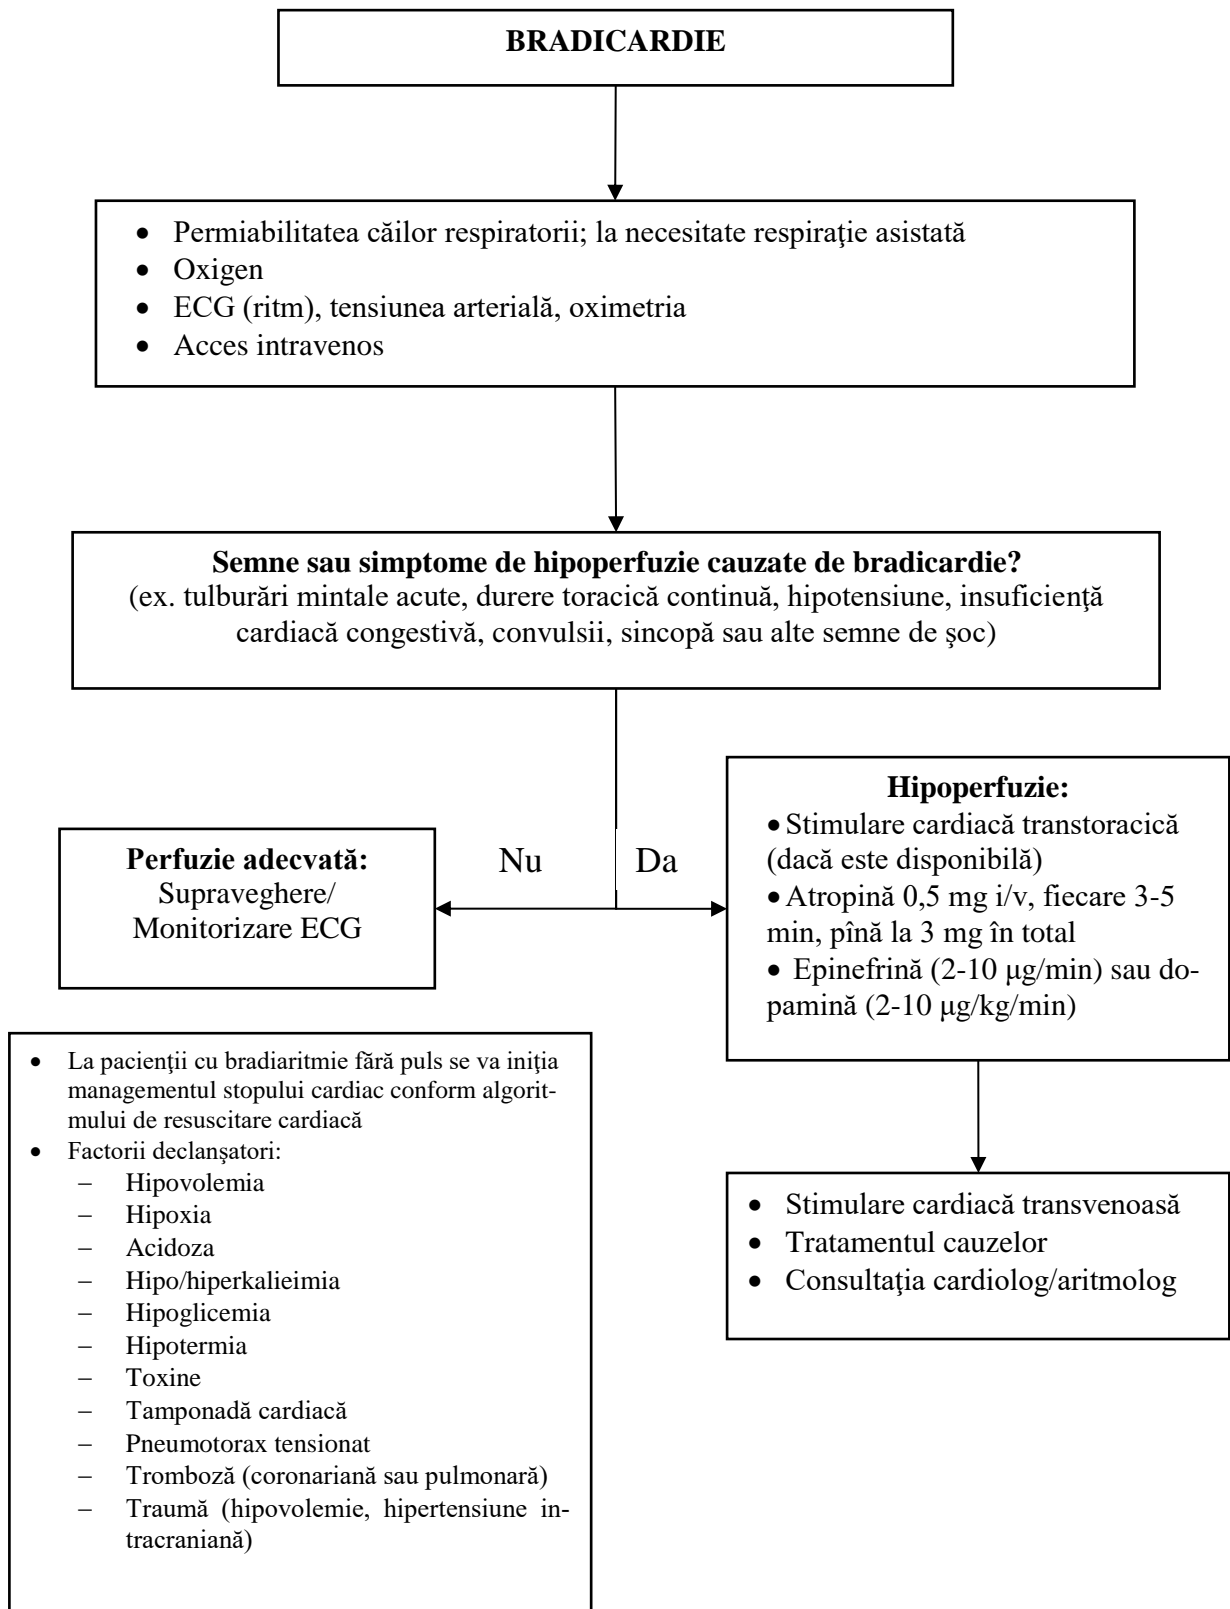 BRADICARDIE
• Permiabilitatea căilor respiratorii; la necesitate respiraţie asistată
• Oxigen
• ECG (ritm), tensiunea arterială, oximetria
• Acces intravenos
Semne sau simptome de hipoperfuzie cauzate de bradicardie?
(ex. tulburări mintale acute, durere toracică continuă, hipotensiune, insuficienţă
cardiacă congestivă, convulsii, sincopă sau alte semne de şoc)
Perfuzie adecvată:
Supraveghere/
Monitorizare ECG
Nu
Da
Hipoperfuzie:
• Stimulare cardiacă transtoracică
(dacă este disponibilă)
• Atropină 0,5 mg i/v, fiecare 3-5
min, pînă la 3 mg în total
• Epinefrină (2-10 μg/min) sau do-
pamină (2-10 μg/kg/min)
• La pacienţii cu bradiaritmie fără puls se va iniţia
managementul stopului cardiac conform algorit-
mului de resuscitare cardiacă
• Factorii declanşatori:
– Hipovolemia
– Hipoxia
– Acidoza
– Hipo/hiperkalieimia
– Hipoglicemia
– Hipotermia
– Toxine
– Tamponadă cardiacă
– Pneumotorax tensionat
– Tromboză (coronariană sau pulmonară)
– Traumă (hipovolemie, hipertensiune in-
tracraniană)
• Stimulare cardiacă transvenoasă
• Tratamentul cauzelor
• Consultaţia cardiolog/aritmolog